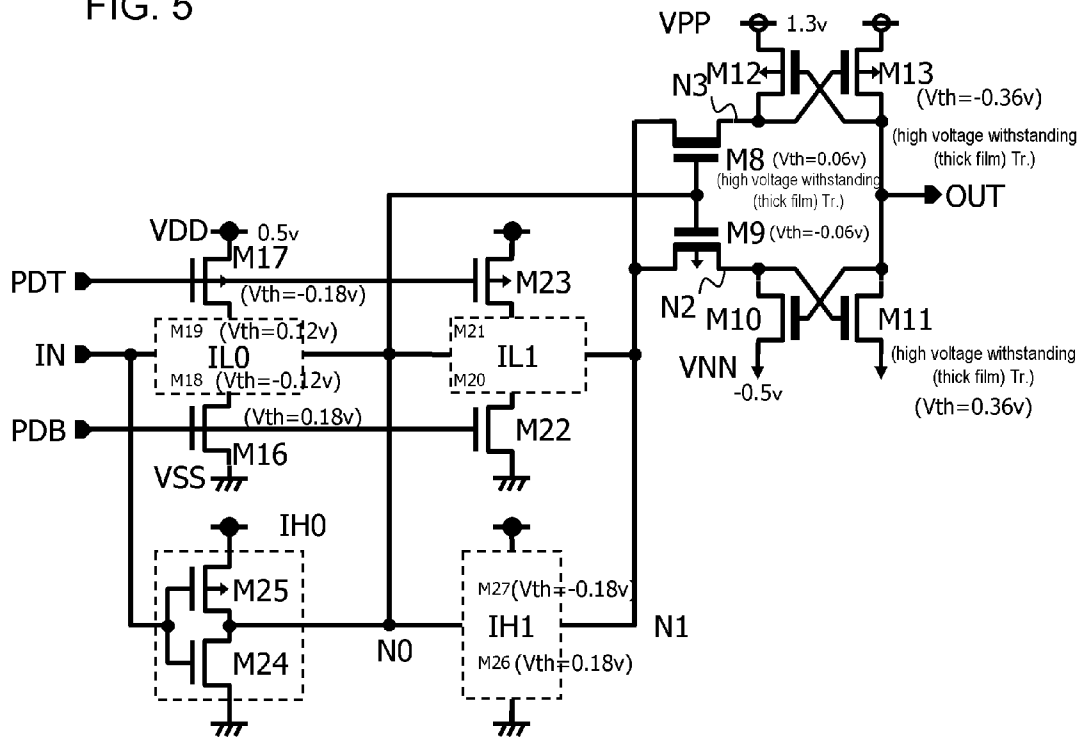 FIG. 5
VPP
1.3v
M12
M13
N3
(Vth=-0.36v)
(high voltage withstanding
(thick film) Tr.)
M8 (Vth=0.06v)
(high voltage withstanding
(thick film) Tr.)
OUT
M9 (Vth=-0.06v)
VDD
0.5v
M17
PDT
(Vth=-0.18v)
M23
N2
M10
M11
M19 (Vth=0.12v)
M21
IN
IL0
IL1
M18 (Vth=-0.12v)
M20
(high voltage withstanding
(thick film) Tr.)
(Vth=0.36v)
VNN
-0.5v
(Vth=0.18v)
PDB
M16
M22
VSS
IH0
M25
M27 (Vth=-0.18v)
IH1
N0
N1
M24
M26 (Vth=0.18v)